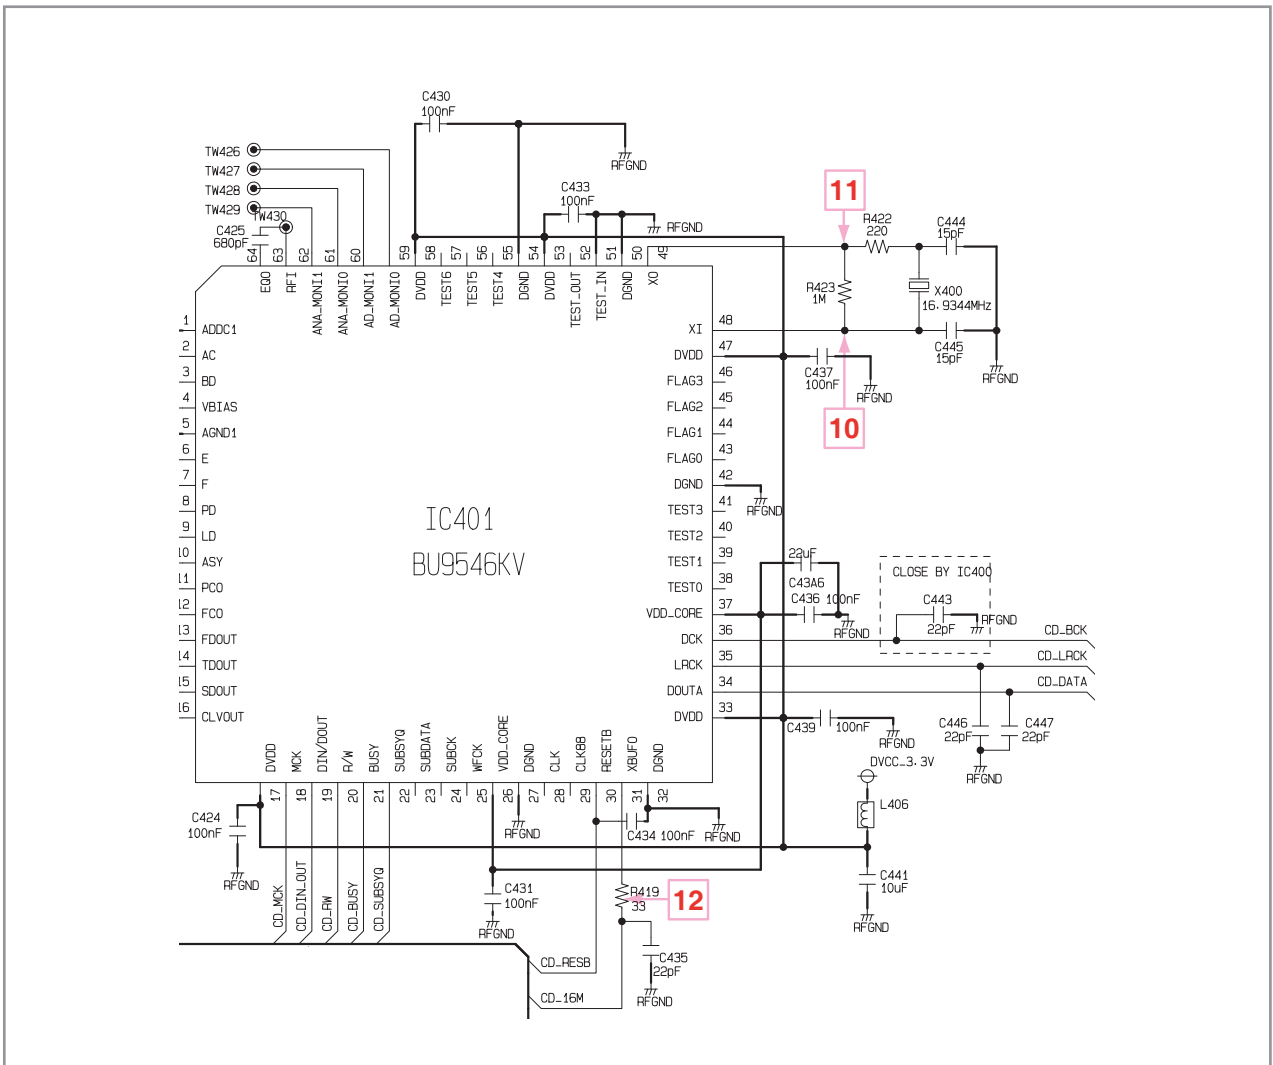 C430
100nF
RFGND
TW426
TW427
TW428
TW429
TW430
C425
680pF
C433
100nF
RFGND
64
63
62
61
60
59
58
57
56
55
54
53
52
51
50
49
EQO
RFI
ANA_MONI1
ANA_MONI0
AD_MONI1
AD_MONI0
DVDD
TEST6
TEST5
TEST4
DGND
DVDD
TEST_OUT
TEST_IN
DGND
XO
11
R422
220
C444
15pF
R423
1M
X400
16.9344MHz
C445
15pF
RFGND
10
1 ADDC1
2 AC
3 BD
4 VBIAS
5 AGND1
6 E
7 F
8 PD
9 LD
10 ASY
11 PCO
12 FCO
13 FDOUT
14 TDOUT
15 SDOUT
16 CLVOUT
IC401
BU9546KV
XI 48
DVDD 47
FLAG3 46
FLAG2 45
FLAG1 44
FLAG0 43
DGND 42
TEST3 41
TEST2 40
TEST1 39
TEST0 38
VDD_CORE 37
DCK 36
LRCK 35
DOUTA 34
DVDD 33
C437
100nF
RFGND
RFGND
22uF
C43A6
C436 100nF
RFGND
CLOSE BY IC400
C443
22pF
RFGND
CD_BCK
CD_LRCK
CD_DATA
C446
22pF
C447
22pF
RFGND
C439 100nF
RFGND
DVCC_3.3V
L406
C441
10uF
RFGND
DVDD
MCK
DIN/DOUT
R/W
BUSY
SUBSYQ
SUBDATA
SUBCK
WFCK
VDD_CORE
DGND
CLK
CLK88
RESETB
XBUFO
DGND
17
18
19
20
21
22
23
24
25
26
27
28
29
30
31
32
C424
100nF
RFGND
CD_MCK
CD_DIN_OUT
CD_RW
CD_BUSY
CD_SUBSYQ
C431
100nF
RFGND
RFGND
C434 100nF
RFGND
R419
33
12
C435
22pF
RFGND
CD_RESB
CD_16M